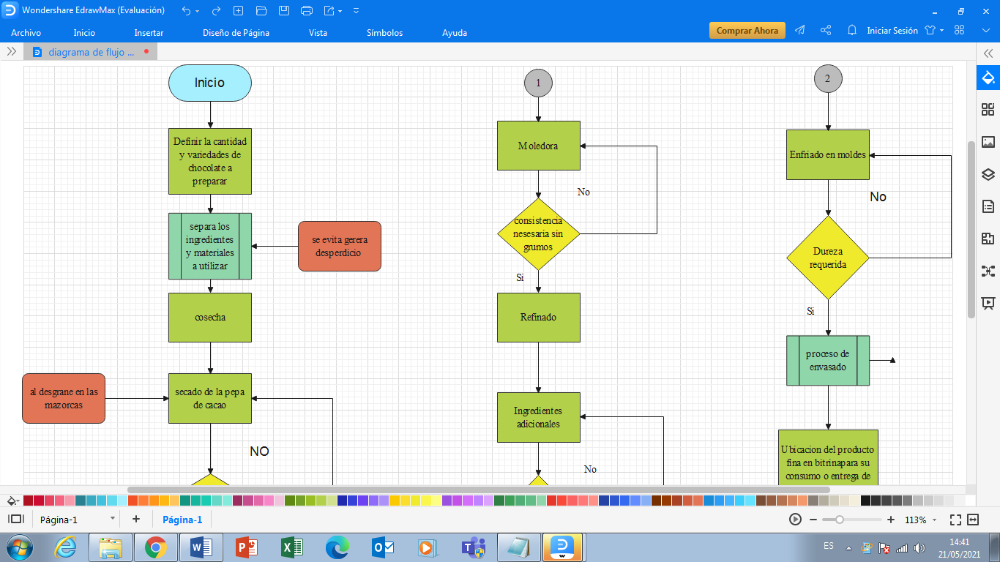 Wondershare EdrawMax (Evaluación)
Archivo Inicio Insertar Diseño de Página Vista Símbolos Ayuda Comprar Ahora Iniciar Sesión
diagrama de flujo ...
Inicio
Definir la cantidad
y variedades de
chocolate a
preparar
separa los
ingredientes
y materiales
a utilizar
se evita gerera
desperdicio
cosecha
al desgrane en las
mazorcas
secado de la pepa
de cacao
NO
1
Moledora
No
consistencia
nesesaria sin
grumos
Si
Refinado
Ingredientes
adicionales
No
2
Enfriado en moldes
No
Dureza
requerida
Si
proceso de
envasado
Ubicacion del producto
fina en bitrinapara su
consumo o entrega de
Página-1 Página-1 113%
ES 14:41
21/05/2021